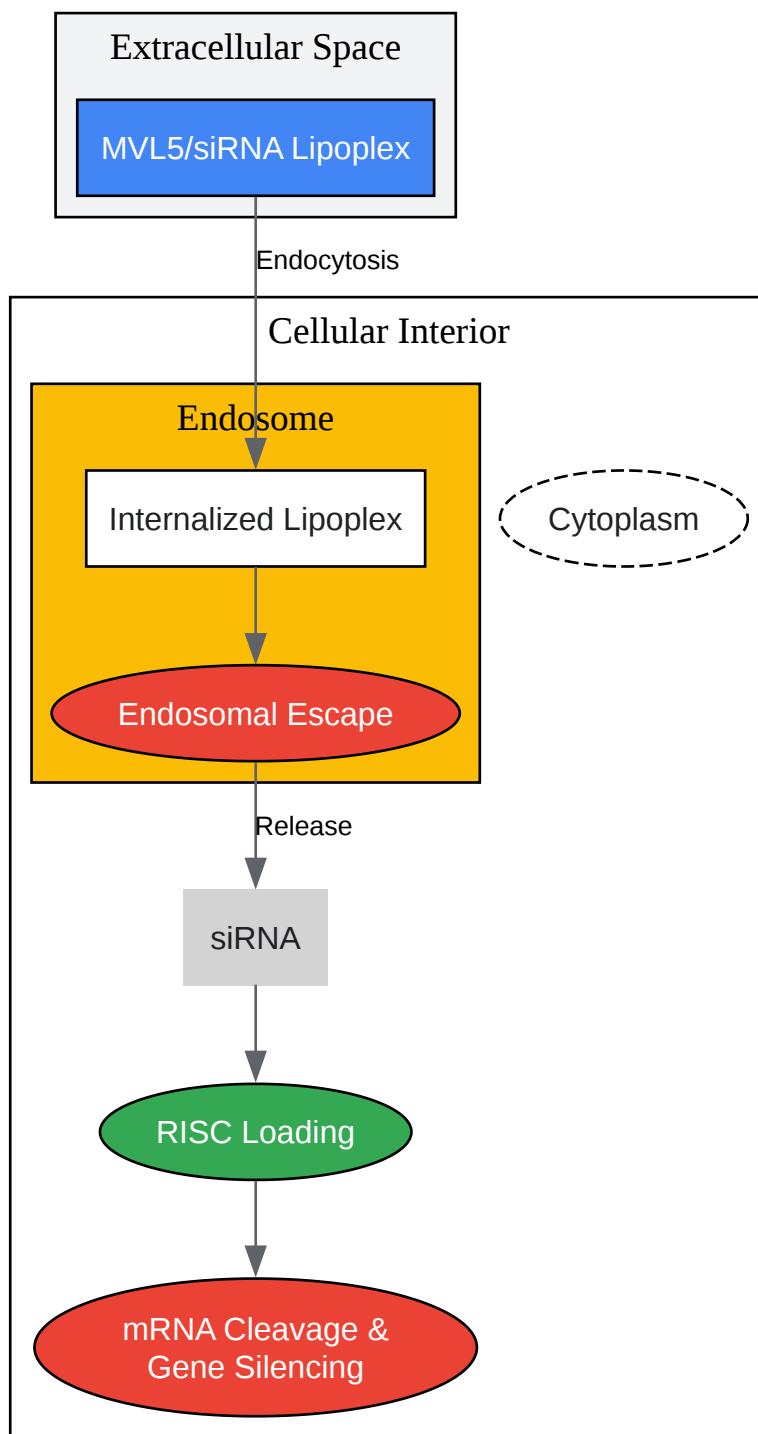 Extracellular Space
MVL5/siRNA Lipoplex
Endocytosis
Cellular Interior
Endosome
Internalized Lipoplex
Cytoplasm
Endosomal Escape
Release
siRNA
RISC Loading
mRNA Cleavage &
Gene Silencing